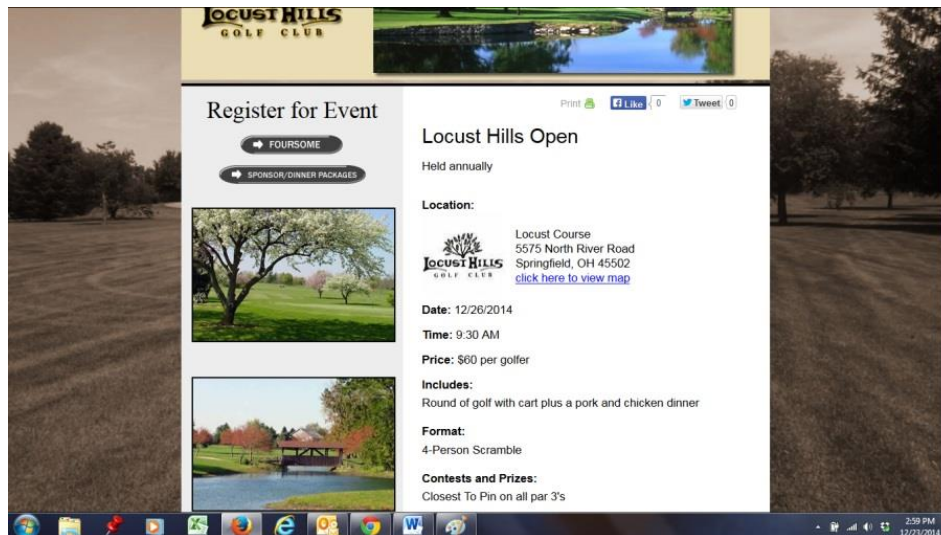 LOCUST HILLS
GOLF CLUB
Register for Event
FOURSOME
SPONSOR/DINNER PACKAGES
Print
Like 0
Tweet 0
Locust Hills Open
Held annually
Location:
LOCUST HILLS
GOLF CLUB
Locust Course
5575 North River Road
Springfield, OH 45502
click here to view map
Date: 12/26/2014
Time: 9:30 AM
Price: $60 per golfer
Includes:
Round of golf with cart plus a pork and chicken dinner
Format:
4-Person Scramble
Contests and Prizes:
Closest To Pin on all par 3's
2:59 PM
12/23/2014